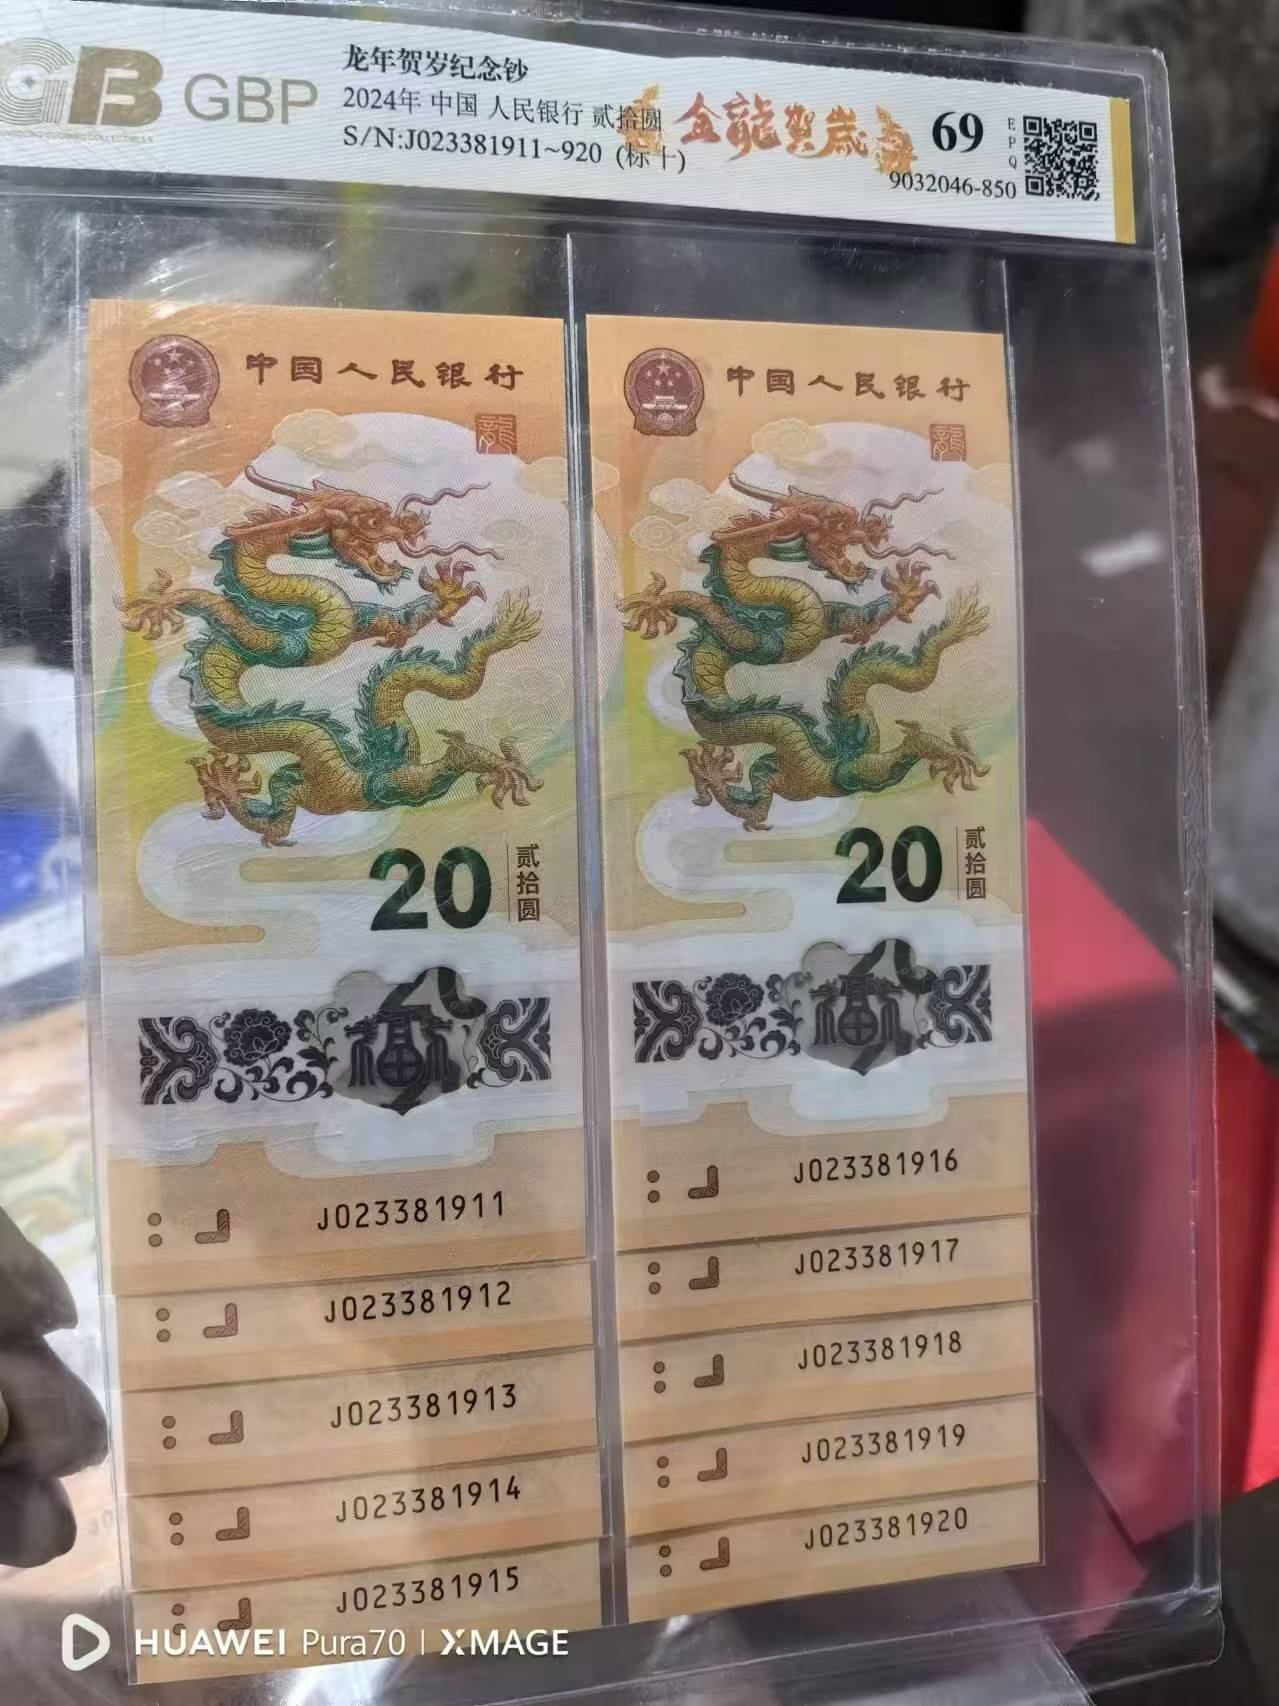 GB GBP
龙年贺岁纪念钞
2024年 中国 人民银行 贰拾圆
S/N:J023381911~920 (标十)
金龍賀歲
69
EPQ
9032046-850
中国人民银行
龍
20
贰拾圆
福
J023381911
J023381912
J023381913
J023381914
J023381915
中国人民银行
龍
20
贰拾圆
福
J023381916
J023381917
J023381918
J023381919
J023381920
HUAWEI Pura70 | XMAGE